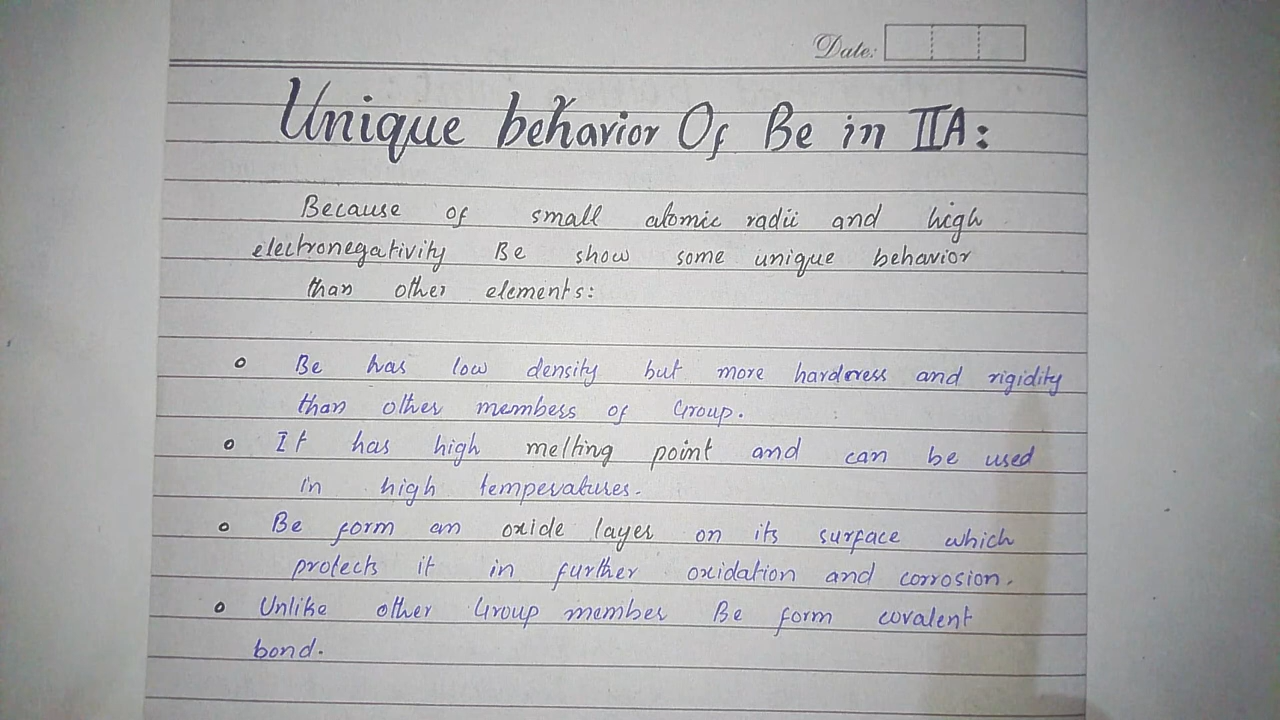 Date:
Unique behavior Of Be in IIA:
Because of small atomic radii and high
electronegativity Be show some unique behavior
than other elements:
Be has low density but more hardness and rigidity
than other members of Group.
It has high melting point and can be used
in high temperatures.
Be form an oxide layer on its surface which
protects it in further oxidation and corrosion.
Unlike other Group member Be form covalent
bond.